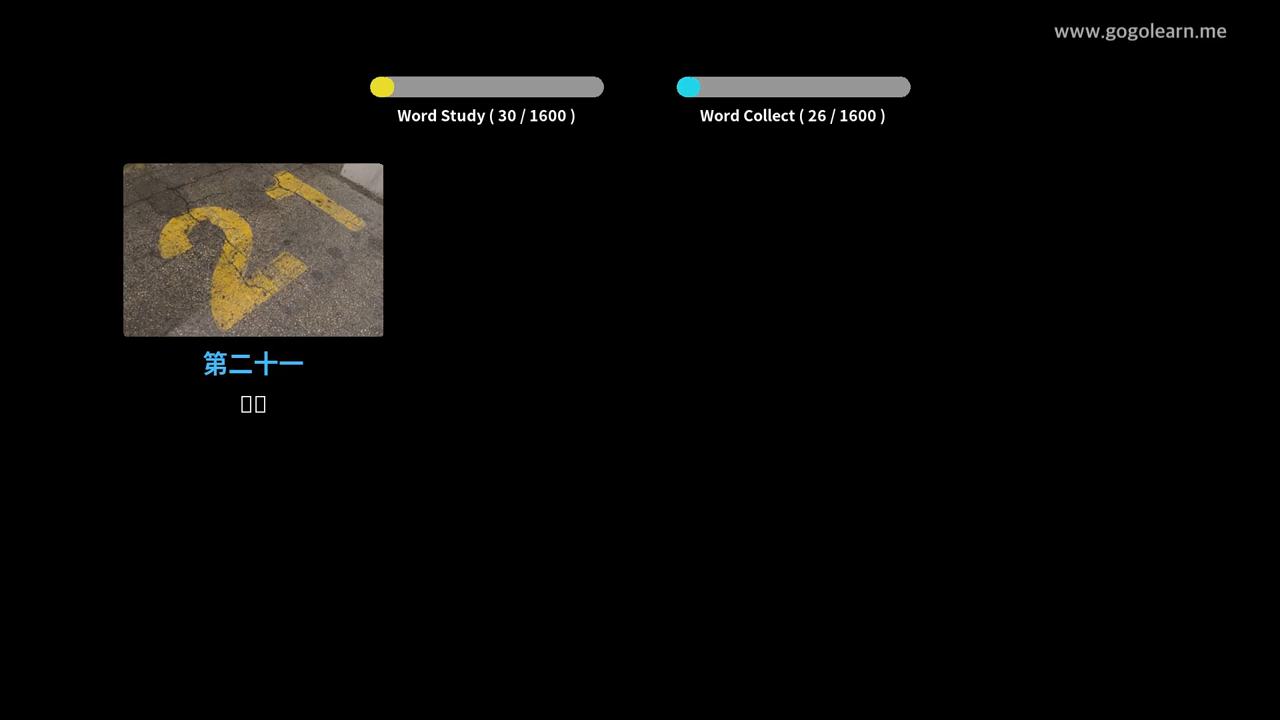 www.gogolearn.me
Word Study ( 30 / 1600 )
Word Collect ( 26 / 1600 )
21
第二十一